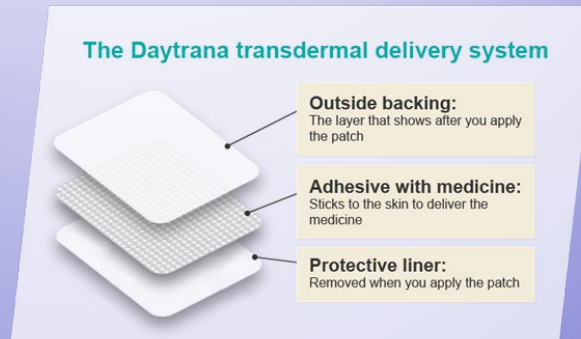 The Daytrana transdermal delivery system
Outside backing:
The layer that shows after you apply
the patch
Adhesive with medicine:
Sticks to the skin to deliver the
medicine
Protective liner:
Removed when you apply the patch